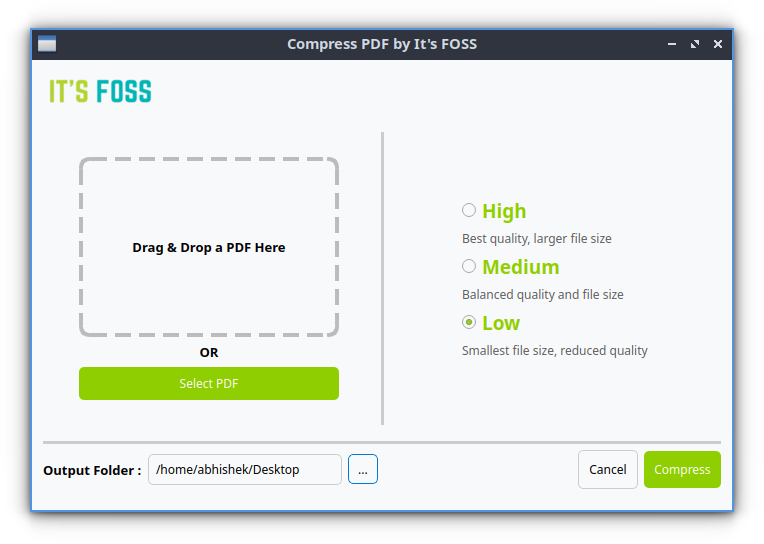 Compress PDF by It's FOSS
IT'S FOSS
Drag & Drop a PDF Here
OR
Select PDF
High
Best quality, larger file size
Medium
Balanced quality and file size
Low
Smallest file size, reduced quality
Output Folder : /home/abhishek/Desktop ... Cancel Compress